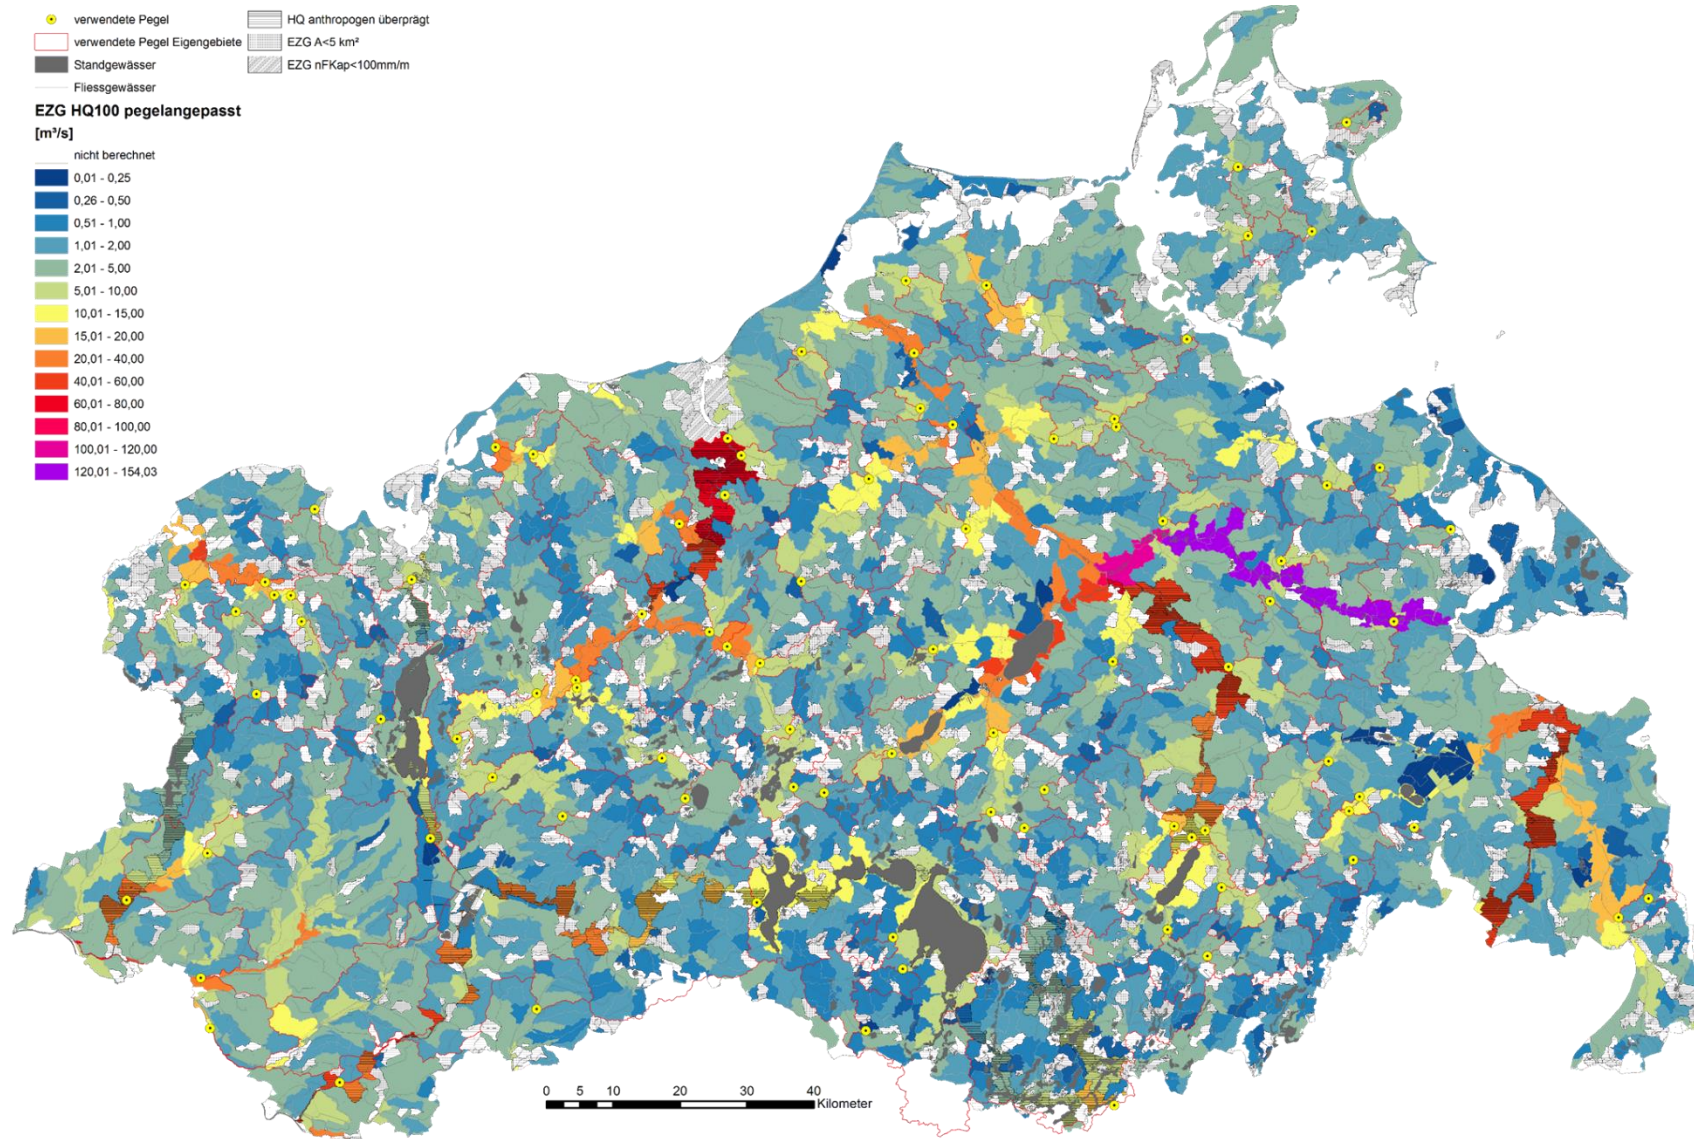 verwendete Pegel
verwendete Pegel Eigengebiete
Standgewässer
Fliessgewässer
HQ anthropogen überprägt
EZG A<5 km²
EZG nFKap<100mm/m
EZG HQ100 pegelangepasst
[m³/s]
nicht berechnet
0,01 - 0,25
0,26 - 0,50
0,51 - 1,00
1,01 - 2,00
2,01 - 5,00
5,01 - 10,00
10,01 - 15,00
15,01 - 20,00
20,01 - 40,00
40,01 - 60,00
60,01 - 80,00
80,01 - 100,00
100,01 - 120,00
120,01 - 154,03
0 5 10 20 30 40
Kilometer